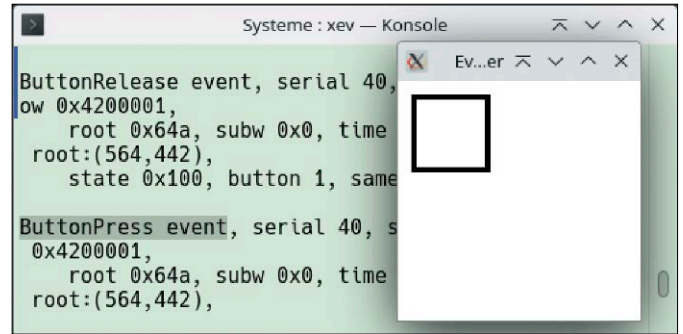 Systeme : xev — Konsole
Ev...er
ButtonRelease event, serial 40,
ow 0x4200001,
root 0x64a, subw 0x0, time
root:(564,442),
state 0x100, button 1, same
ButtonPress event, serial 40, s
0x4200001,
root 0x64a, subw 0x0, time
root:(564,442),